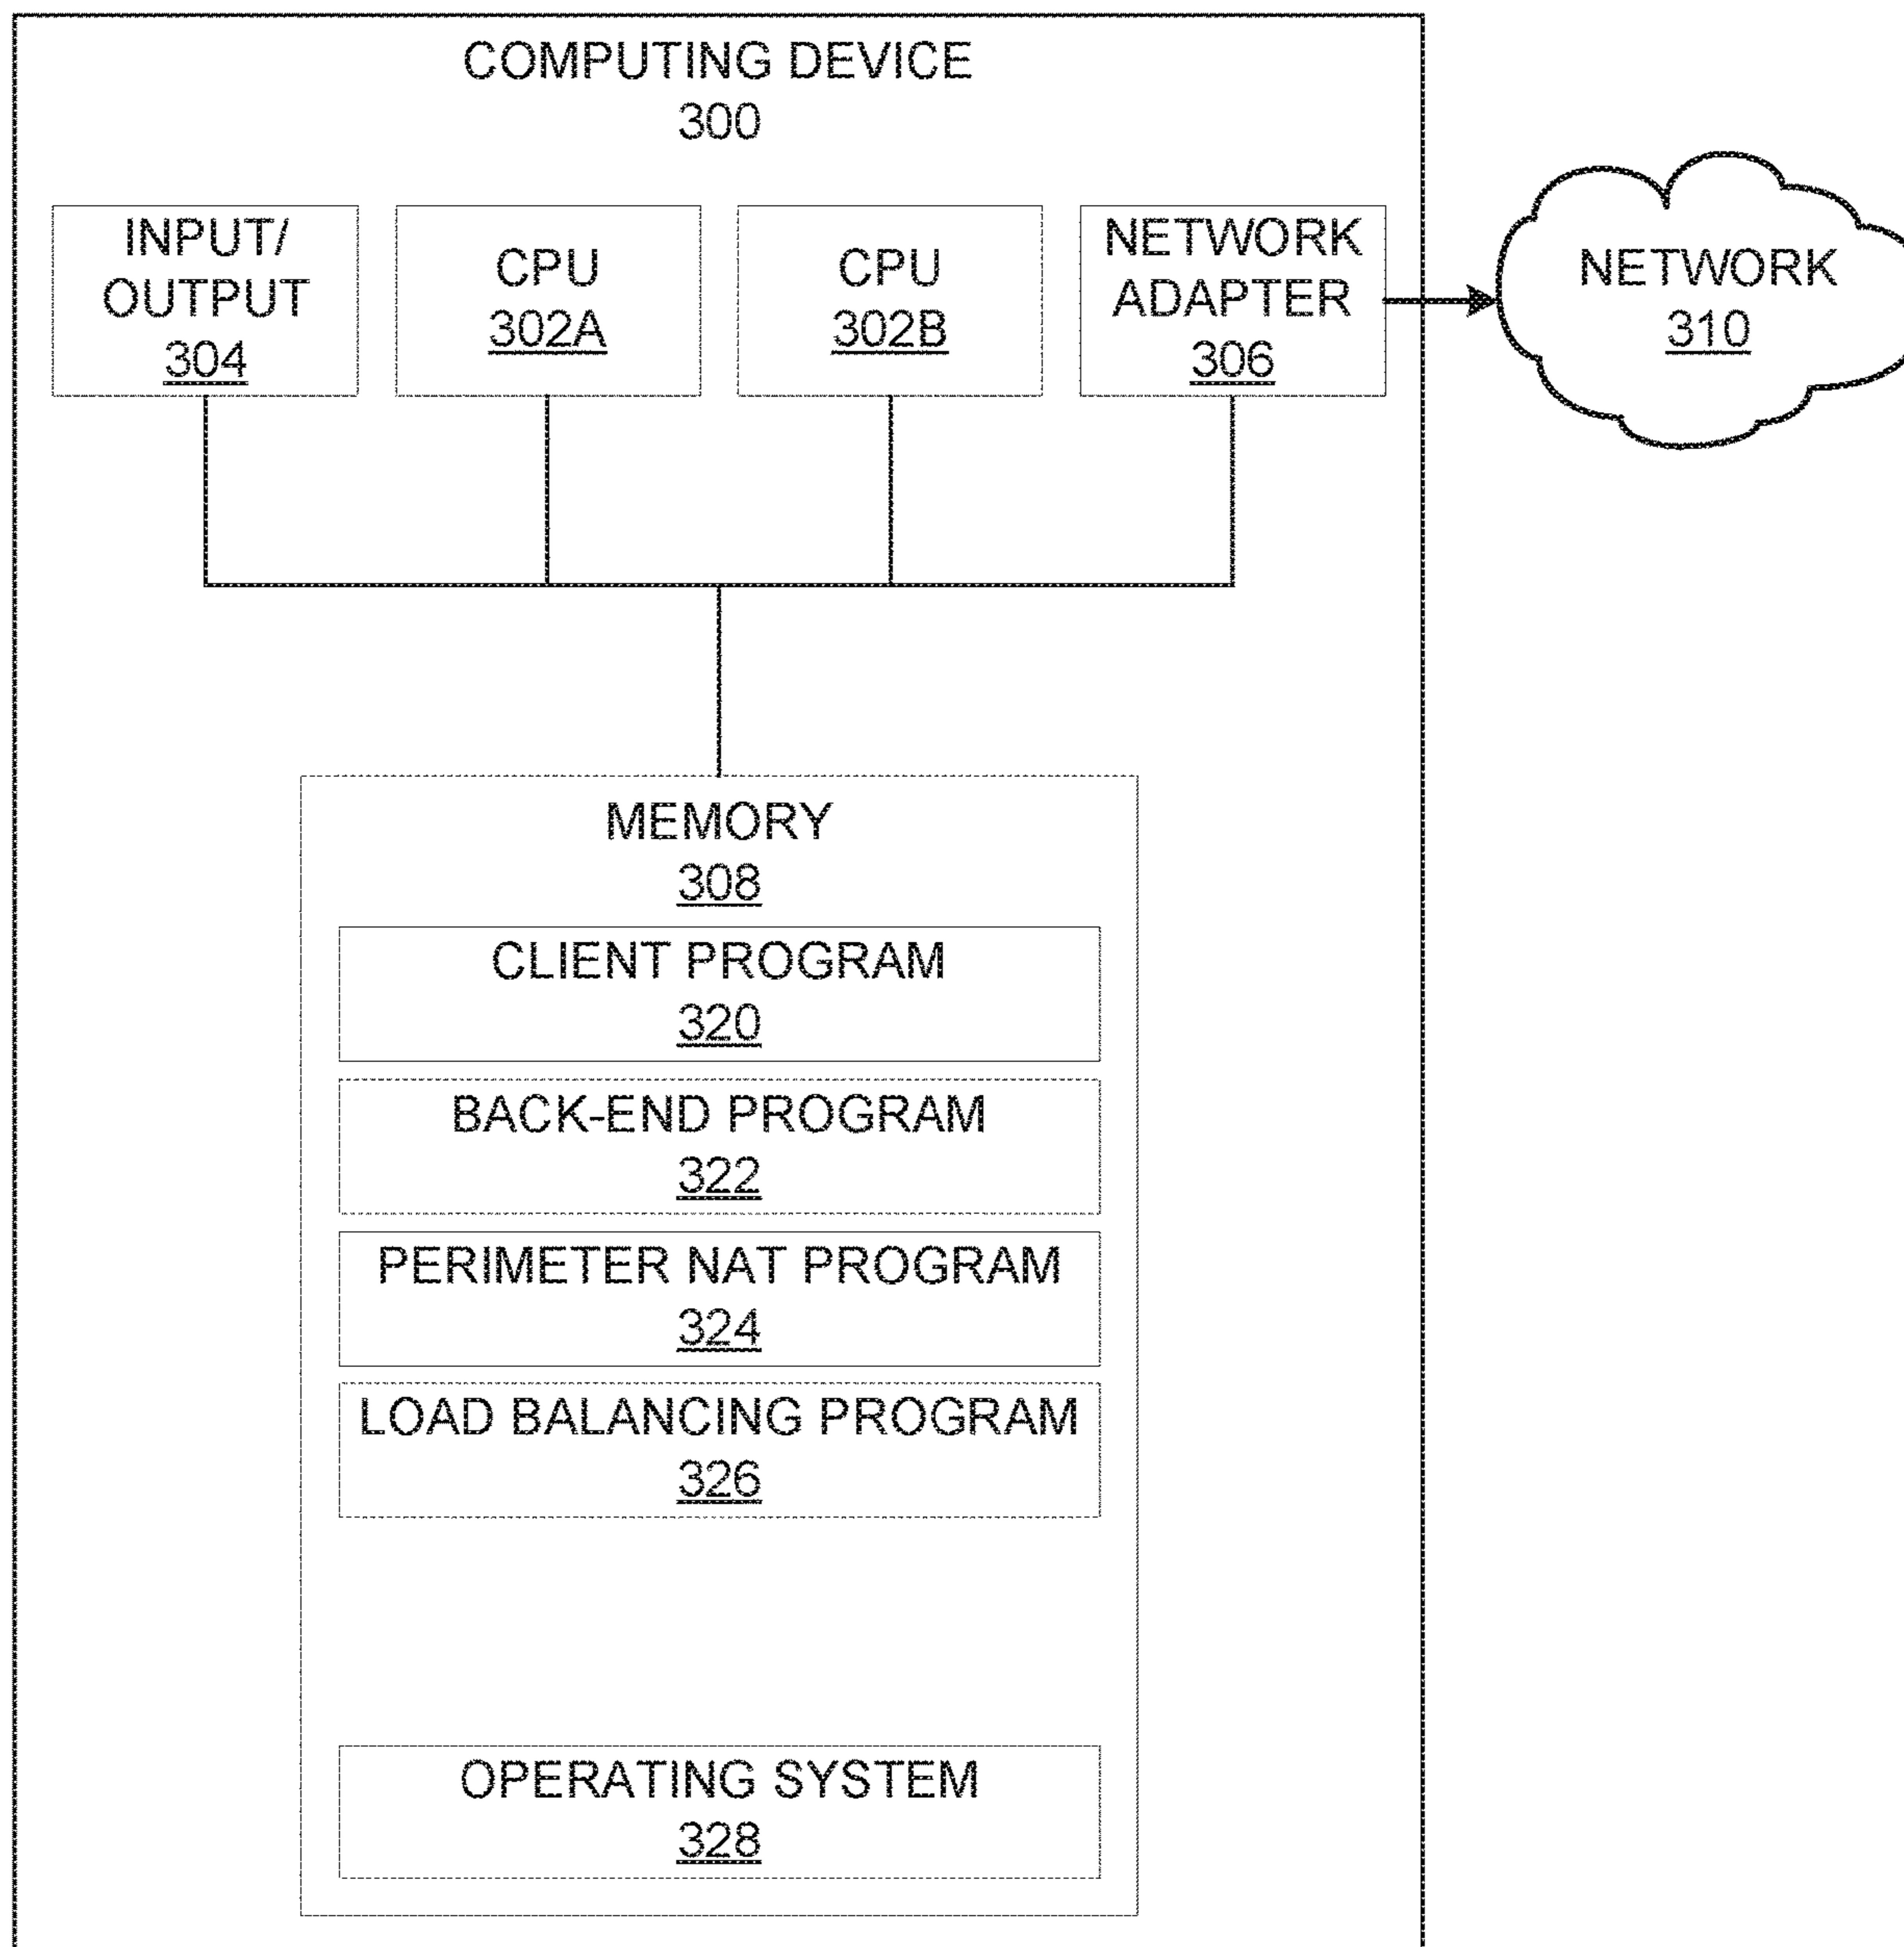 COMPUTING DEVICE
300
INPUT/
OUTPUT
304
CPU
302A
CPU
302B
NETWORK
ADAPTER
306
NETWORK
310
MEMORY
308
CLIENT PROGRAM
320
BACK-END PROGRAM
322
PERIMETER NAT PROGRAM
324
LOAD BALANCING PROGRAM
326
OPERATING SYSTEM
328